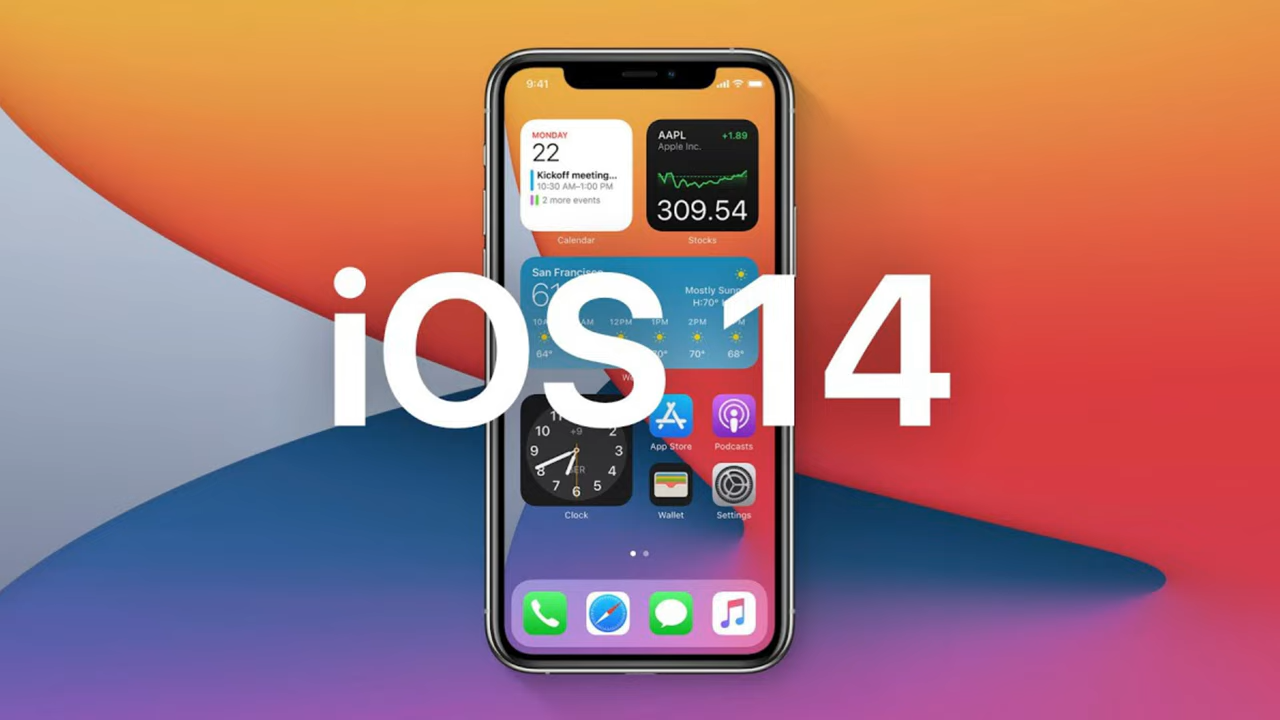 9:41
MONDAY
22
Kickoff meeting...
10:30 AM–1:00 PM
2 more events
Calendar
AAPL +1.89
Apple Inc.
309.54
Stocks
San Francisco
Mostly Sunny
H:70°
iOS 14
12PM 1PM 2PM
64° 70° 68°
10 11 2
9 3
8 4
7 6 5
Clock
App Store Podcasts
Wallet Settings